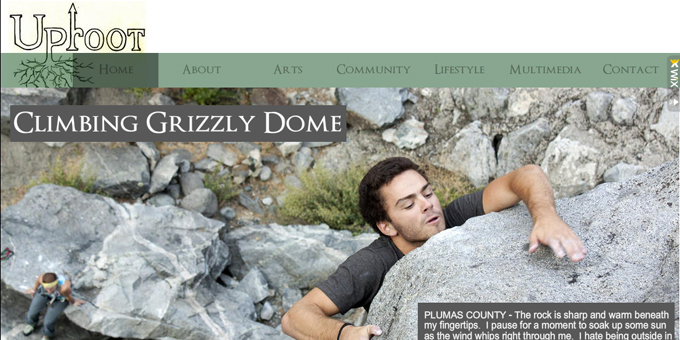 Uproot
Home About Arts Community Lifestyle Multimedia Contact
WiX
Climbing Grizzly Dome
PLUMAS COUNTY - The rock is sharp and warm beneath
my fingertips. I pause for a moment to soak up some sun
as the wind whips right through me. I hate being outside in